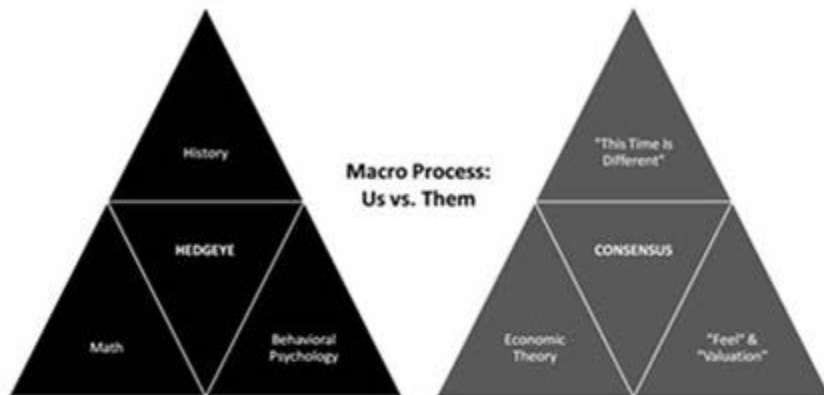 History
HEDGEYE
Math
Behavioral
Psychology
Macro Process:
Us vs. Them
"This Time Is
Different"
CONSENSUS
Economic
Theory
"Feel" &
"Valuation"